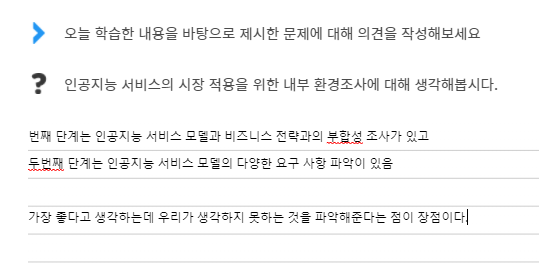 오늘 학습한 내용을 바탕으로 제시한 문제에 대해 의견을 작성해보세요
? 인공지능 서비스의 시장 적용을 위한 내부 환경조사에 대해 생각해봅시다.
번째 단계는 인공지능 서비스 모델과 비즈니스 전략과의 부합성 조사가 있고
두번째 단계는 인공지능 서비스 모델의 다양한 요구 사항 파악이 있음
가장 좋다고 생각하는데 우리가 생각하지 못하는 것을 파악해준다는 점이 장점이다.